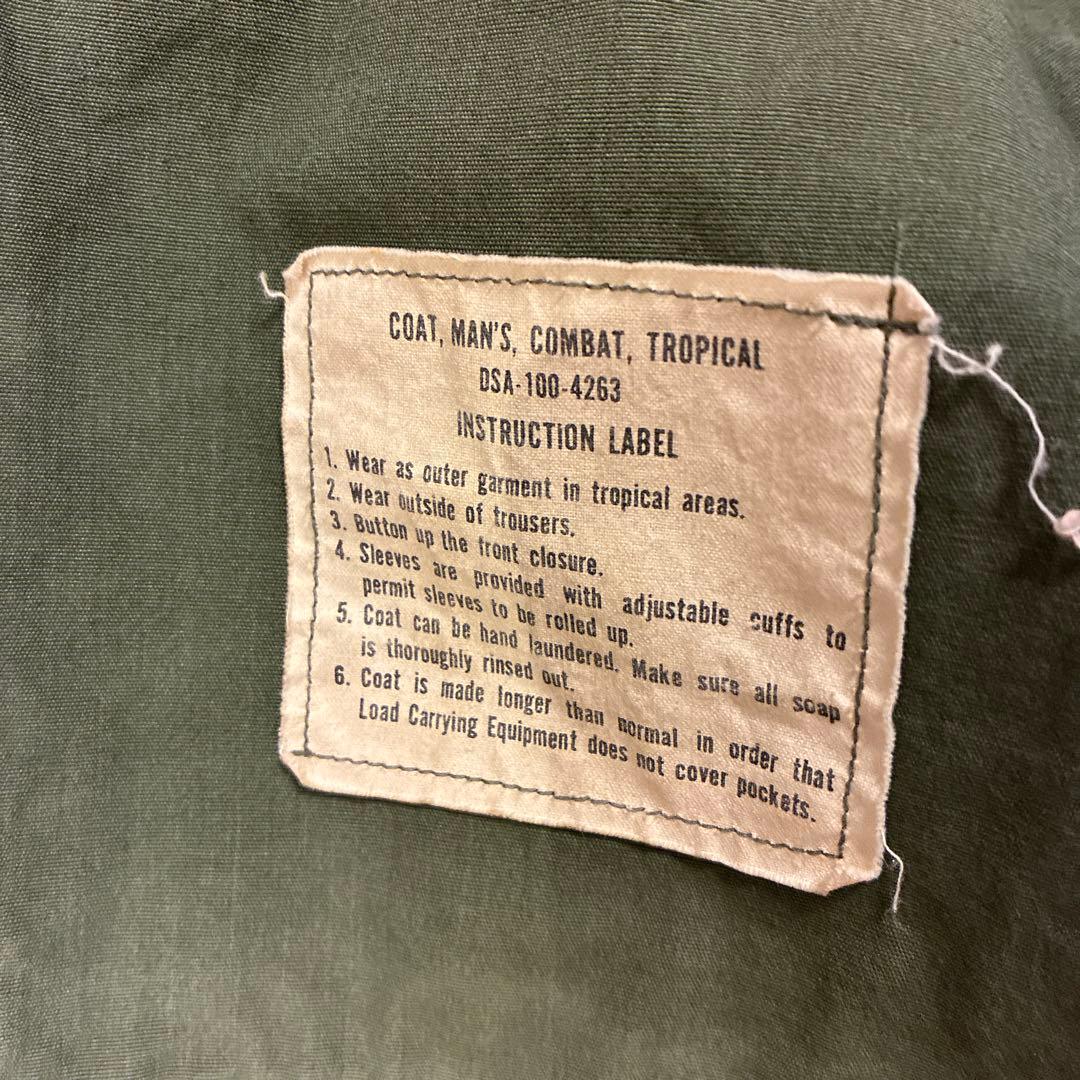 COAT, MAN'S, COMBAT, TROPICAL
DSA-100-4263
INSTRUCTION LABEL
1. Wear as outer garment in tropical areas.
2. Wear outside of trousers.
3. Button up the front closure.
4. Sleeves are provided with adjustable cuffs to
permit sleeves to be rolled up.
5. Coat can be hand laundered. Make sure all soap
is thoroughly rinsed out.
6. Coat is made longer than normal in order that
Load Carrying Equipment does not cover pockets.